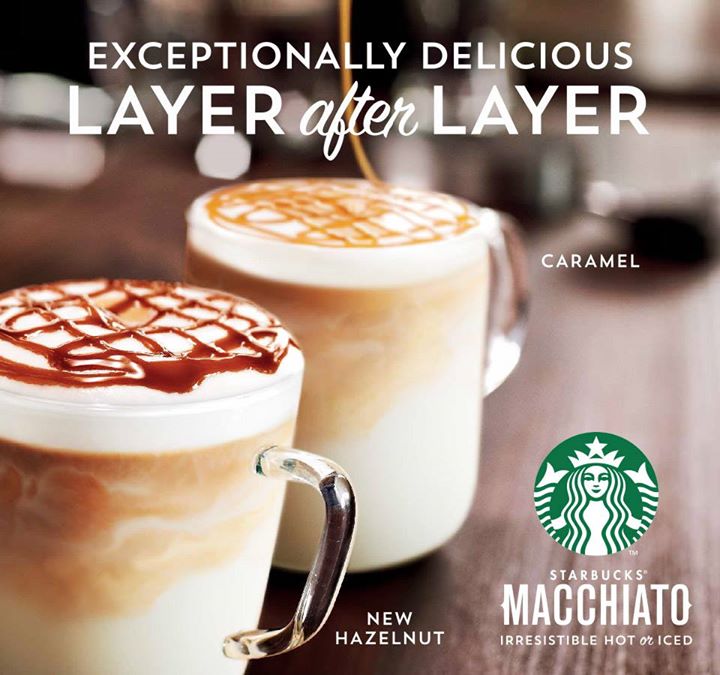 EXCEPTIONALLY DELICIOUS
LAYER after LAYER
CARAMEL
NEW
HAZELNUT
TM
STARBUCKS®
MACCHIATO
IRRESISTIBLE HOT or ICED